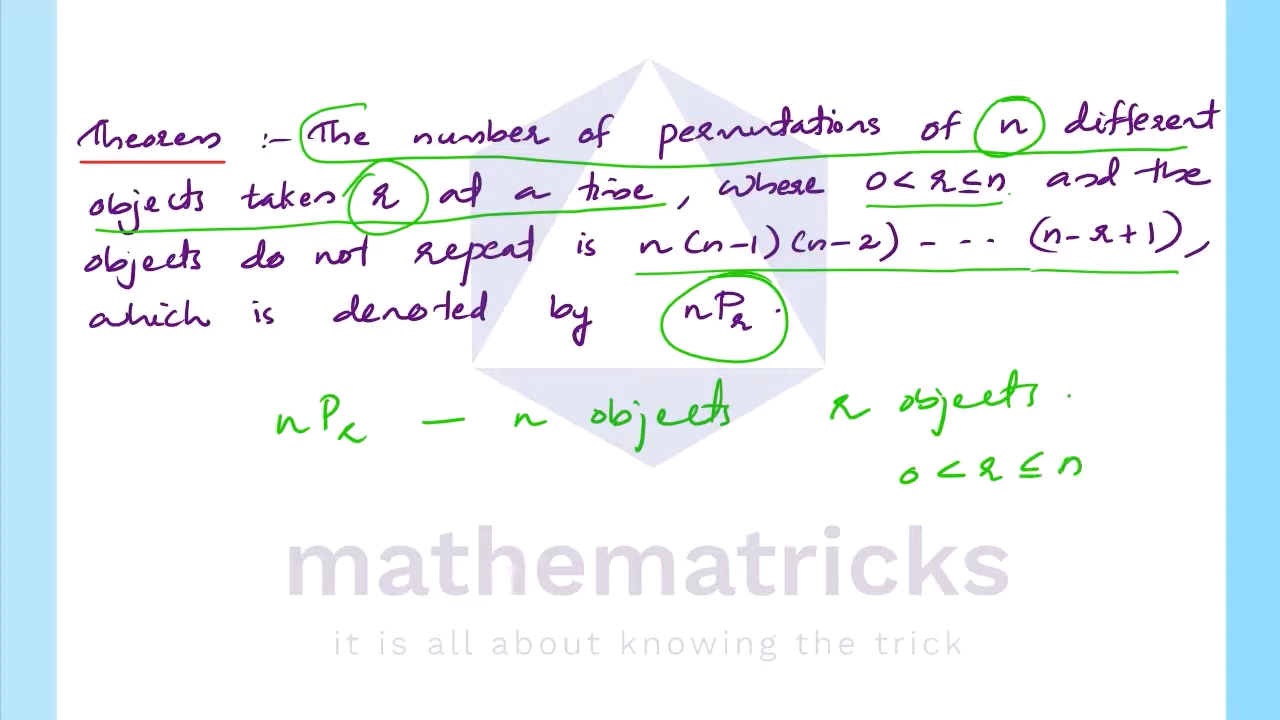 Theorem :- The number of permutations of n different
objects taken r at a time, where 0 < r ≤ n and the
objects do not repeat is n(n-1)(n-2) - ... (n-r+1),
which is denoted by nPr.
nPr — n objects r objects.
0 < r ≤ n
mathematricks
it is all about knowing the trick